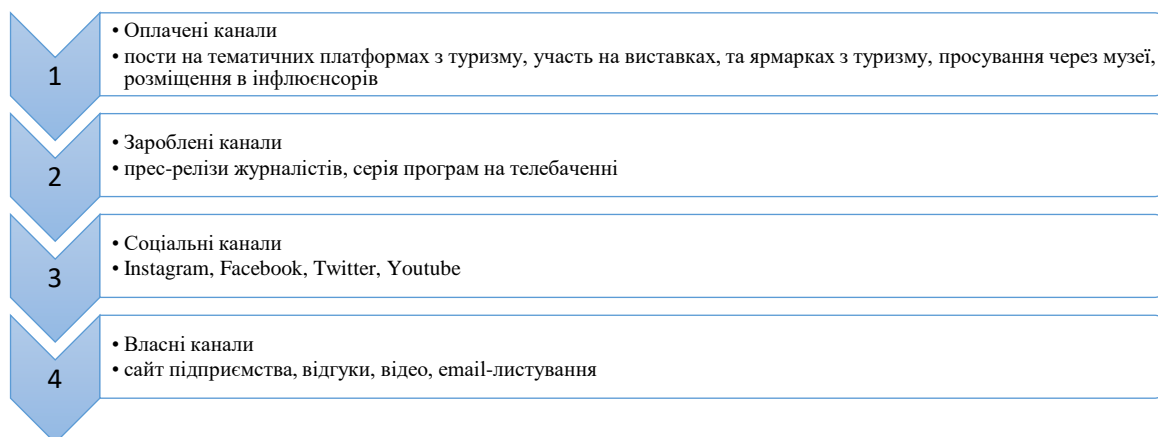 1
• Оплачені канали
• пости на тематичних платформах з туризму, участь на виставках, та ярмарках з туризму, просування через музеї,
розміщення в інфлюєнсорів
2
• Зароблені канали
• прес-релізи журналістів, серія програм на телебаченні
3
• Соціальні канали
• Instagram, Facebook, Twitter, Youtube
4
• Власні канали
• сайт підприємства, відгуки, відео, email-листування